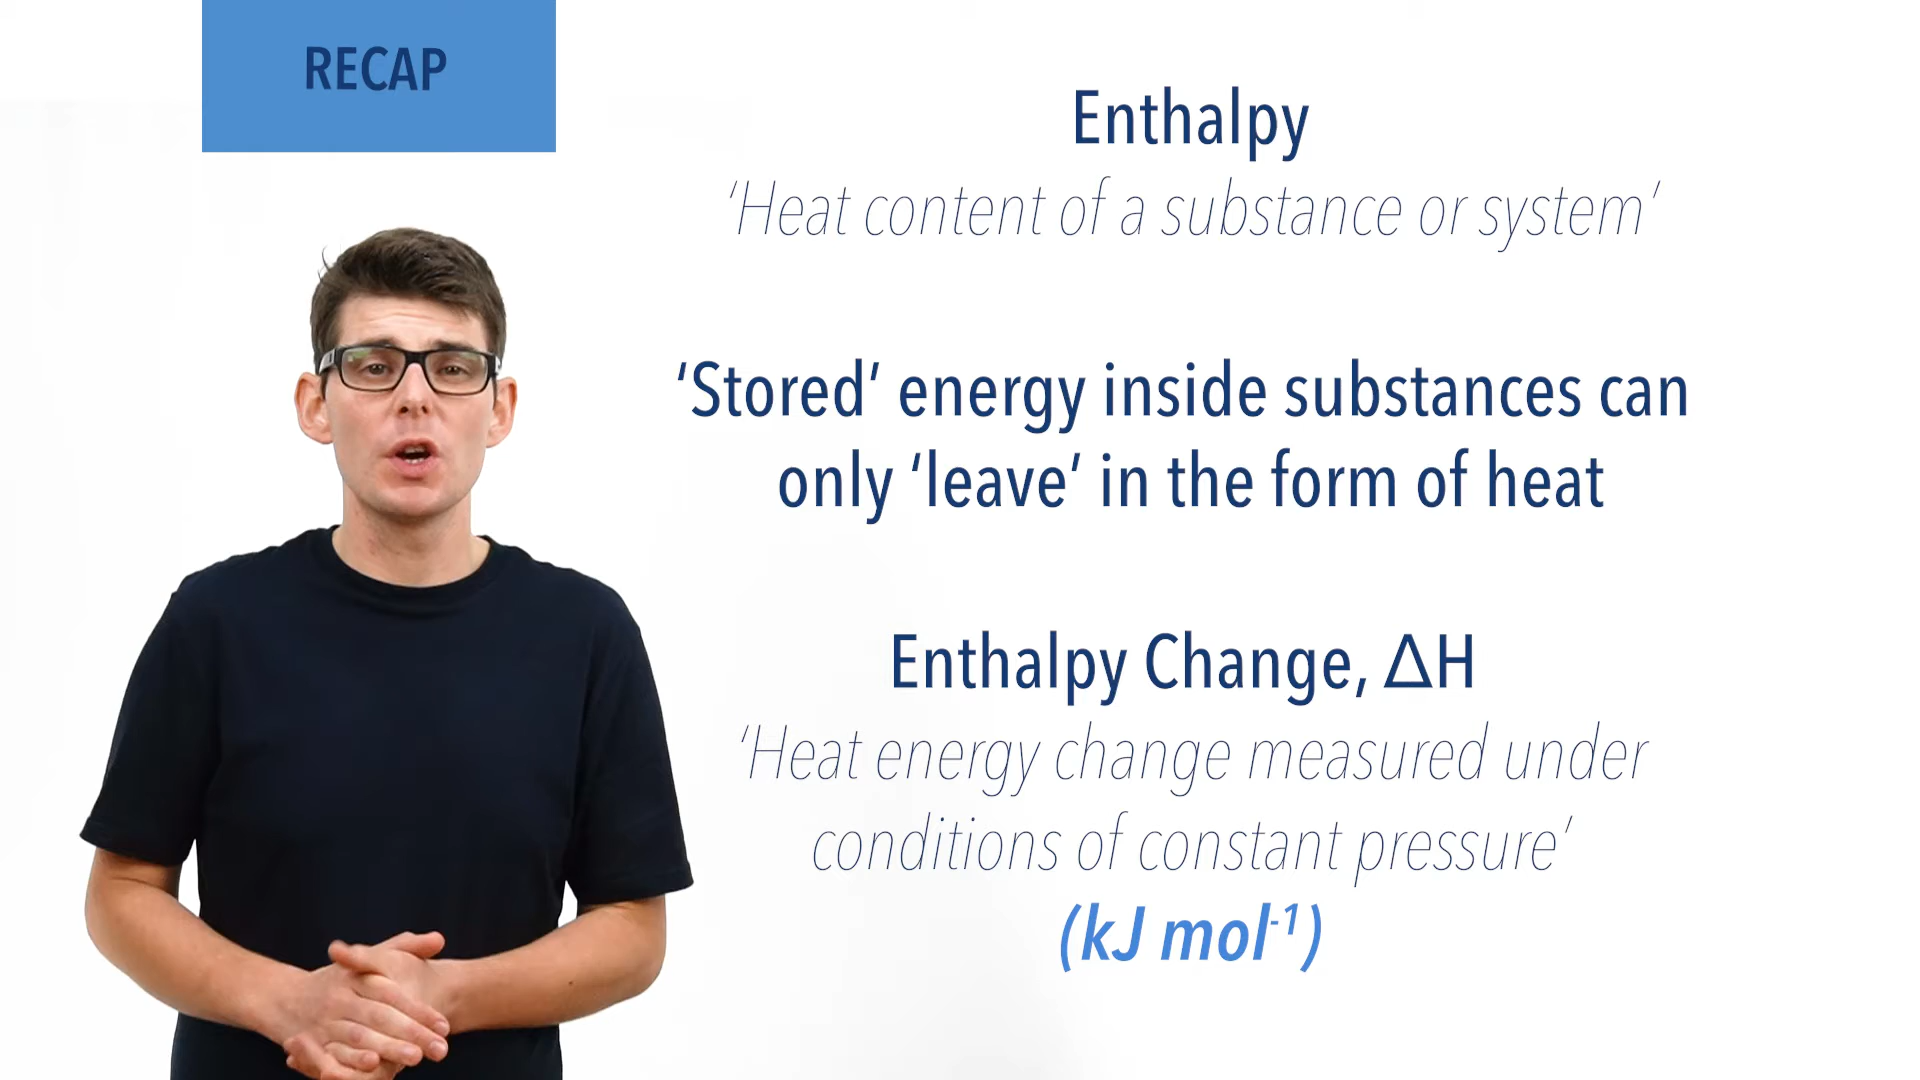 RECAP
Enthalpy
‘Heat content of a substance or system’
‘Stored’ energy inside substances can
only ‘leave’ in the form of heat
Enthalpy Change, ΔH
‘Heat energy change measured under
conditions of constant pressure’
(kJ mol⁻¹)